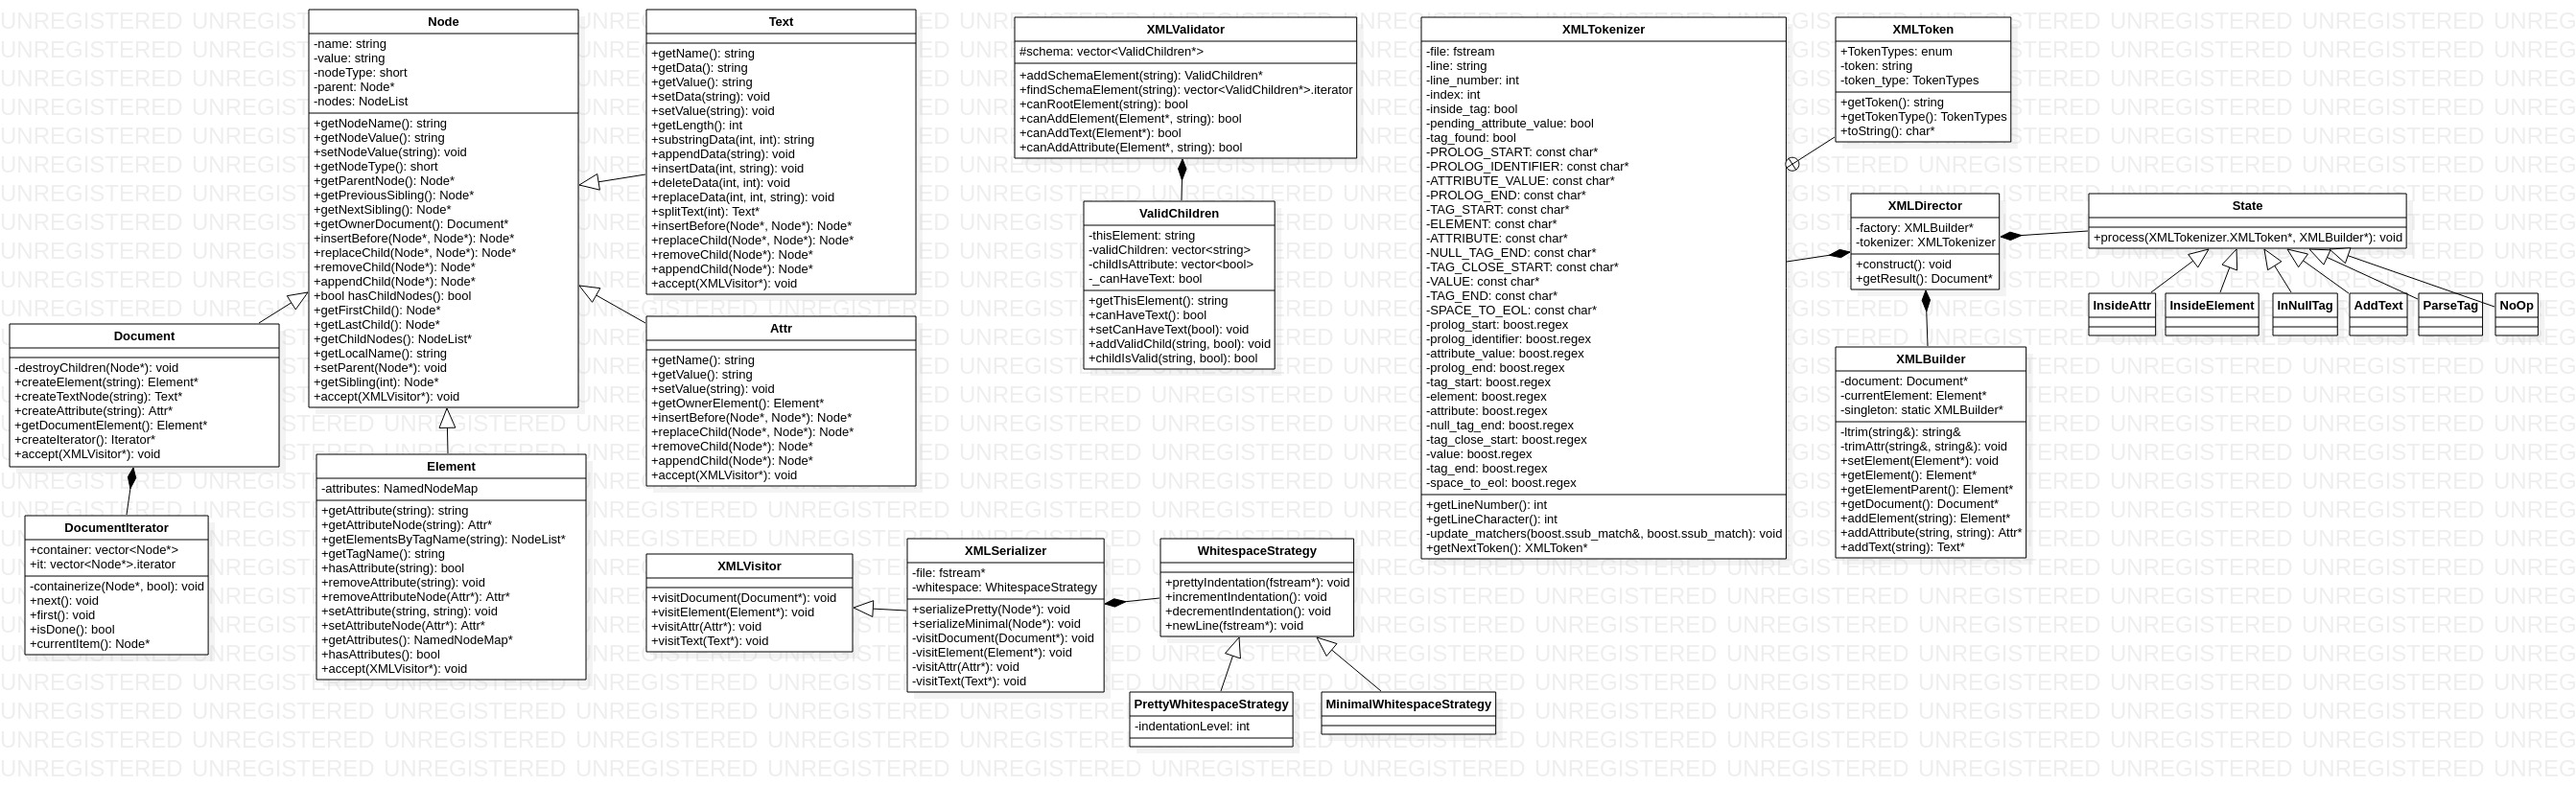 Node
-name: string
-value: string
-nodeType: short
-parent: Node*
-nodes: NodeList
+getNodeName(): string
+getNodeValue(): string
+setNodeValue(string): void
+getNodeType(): short
+getParentNode(): Node*
+getPreviousSibling(): Node*
+getNextSibling(): Node*
+getOwnerDocument(): Document*
+insertBefore(Node*, Node*): Node*
+replaceChild(Node*, Node*): Node*
+removeChild(Node*): Node*
+appendChild(Node*): Node*
+bool hasChildNodes(): bool
+getFirstChild(): Node*
+getLastChild(): Node*
+getChildNodes(): NodeList*
+getLocalName(): string
+setParent(Node*): void
+getSibling(int): Node*
+accept(XMLVisitor*): void
Text
+getName(): string
+getData(): string
+getValue(): string
+setData(string): void
+setValue(string): void
+getLength(): int
+substringData(int, int): string
+appendData(string): void
+insertData(int, string): void
+deleteData(int, int): void
+replaceData(int, int, string): void
+splitText(int): Text*
+insertBefore(Node*, Node*): Node*
+replaceChild(Node*, Node*): Node*
+removeChild(Node*): Node*
+appendChild(Node*): Node*
+accept(XMLVisitor*): void
Document
-destroyChildren(Node*): void
+createElement(string): Element*
+createTextNode(string): Text*
+createAttribute(string): Attr*
+getDocumentElement(): Element*
+createIterator(): Iterator*
+accept(XMLVisitor*): void
Attr
+getName(): string
+getValue(): string
+setValue(string): void
+getOwnerElement(): Element*
+insertBefore(Node*, Node*): Node*
+replaceChild(Node*, Node*): Node*
+removeChild(Node*): Node*
+appendChild(Node*): Node*
+accept(XMLVisitor*): void
DocumentIterator
+container: vector<Node*>
+it: vector<Node*>.iterator
-containerize(Node*, bool): void
+next(): void
+first(): void
+isDone(): bool
+currentItem(): Node*
Element
-attributes: NamedNodeMap
+getAttribute(string): string
+getAttributeNode(string): Attr*
+getElementsByTagName(string): NodeList*
+getTagName(): string
+hasAttribute(string): bool
+removeAttribute(string): void
+removeAttributeNode(Attr*): Attr*
+setAttribute(string, string): void
+setAttributeNode(Attr*): Attr*
+getAttributes(): NamedNodeMap*
+hasAttributes(): bool
+accept(XMLVisitor*): void
XMLVisitor
+visitDocument(Document*): void
+visitElement(Element*): void
+visitAttr(Attr*): void
+visitText(Text*): void
XMLSerializer
-file: fstream*
-whitespace: WhitespaceStrategy
+serializePretty(Node*): void
+serializeMinimal(Node*): void
-visitDocument(Document*): void
-visitElement(Element*): void
-visitAttr(Attr*): void
-visitText(Text*): void
WhitespaceStrategy
+prettyIndentation(fstream*): void
+incrementIndentation(): void
+decrementIndentation(): void
+newLine(fstream*): void
PrettyWhitespaceStrategy
-indentationLevel: int
MinimalWhitespaceStrategy
XMLValidator
#schema: vector<ValidChildren*>
+addSchemaElement(string): ValidChildren*
+findSchemaElement(string): vector<ValidChildren*>.iterator
+canRootElement(string): bool
+canAddElement(Element*, string): bool
+canAddText(Element*): bool
+canAddAttribute(Element*, string): bool
ValidChildren
-thisElement: string
-validChildren: vector<string>
-childIsAttribute: vector<bool>
-_canHaveText: bool
+getThisElement(): string
+canHaveText(): bool
+setCanHaveText(bool): void
+addValidChild(string, bool): void
+childIsValid(string, bool): bool
XMLTokenizer
-file: fstream
-line: string
-line_number: int
-index: int
-inside_tag: bool
-pending_attribute_value: bool
-tag_found: bool
-PROLOG_START: const char*
-PROLOG_IDENTIFIER: const char*
-ATTRIBUTE_VALUE: const char*
-PROLOG_END: const char*
-TAG_START: const char*
-ELEMENT: const char*
-ATTRIBUTE: const char*
-NULL_TAG_END: const char*
-TAG_CLOSE_START: const char*
-VALUE: const char*
-TAG_END: const char*
-SPACE_TO_EOL: const char*
-prolog_start: boost.regex
-prolog_identifier: boost.regex
-attribute_value: boost.regex
-prolog_end: boost.regex
-tag_start: boost.regex
-element: boost.regex
-attribute: boost.regex
-null_tag_end: boost.regex
-tag_close_start: boost.regex
-value: boost.regex
-tag_end: boost.regex
-space_to_eol: boost.regex
+getLineNumber(): int
+getLineCharacter(): int
-update_matchers(boost.ssub_match&, boost.ssub_match): void
+getNextToken(): XMLToken*
XMLToken
+TokenTypes: enum
-token: string
-token_type: TokenTypes
+getToken(): string
+getTokenType(): TokenTypes
+toString(): char*
XMLDirector
-factory: XMLBuilder*
-tokenizer: XMLTokenizer
+construct(): void
+getResult(): Document*
State
+process(XMLTokenizer.XMLToken*, XMLBuilder*): void
InsideAttr
InsideElement
InNullTag
AddText
ParseTag
NoOp
XMLBuilder
-document: Document*
-currentElement: Element*
-singleton: static XMLBuilder*
-ltrim(string&): string&
-trimAttr(string&, string&): void
+setElement(Element*): void
+getElement(): Element*
+getElementParent(): Element*
+getDocument(): Document*
+addElement(string): Element*
+addAttribute(string, string): Attr*
+addText(string): Text*